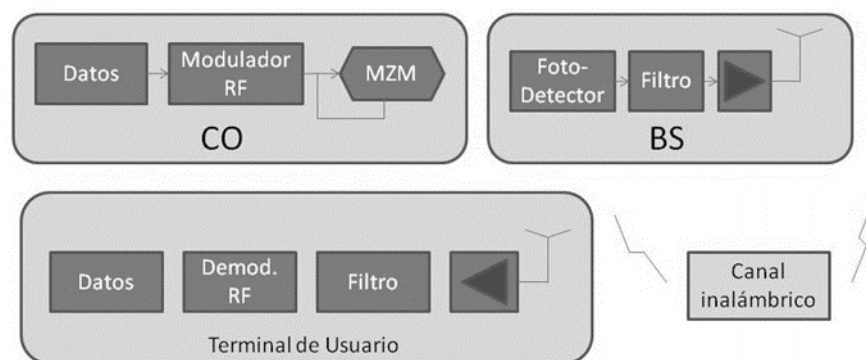 Datos
Modulador
RF
MZM
CO
Foto-
Detector
Filtro
BS
Datos
Demod.
RF
Filtro
Terminal de Usuario
Canal
inalámbrico